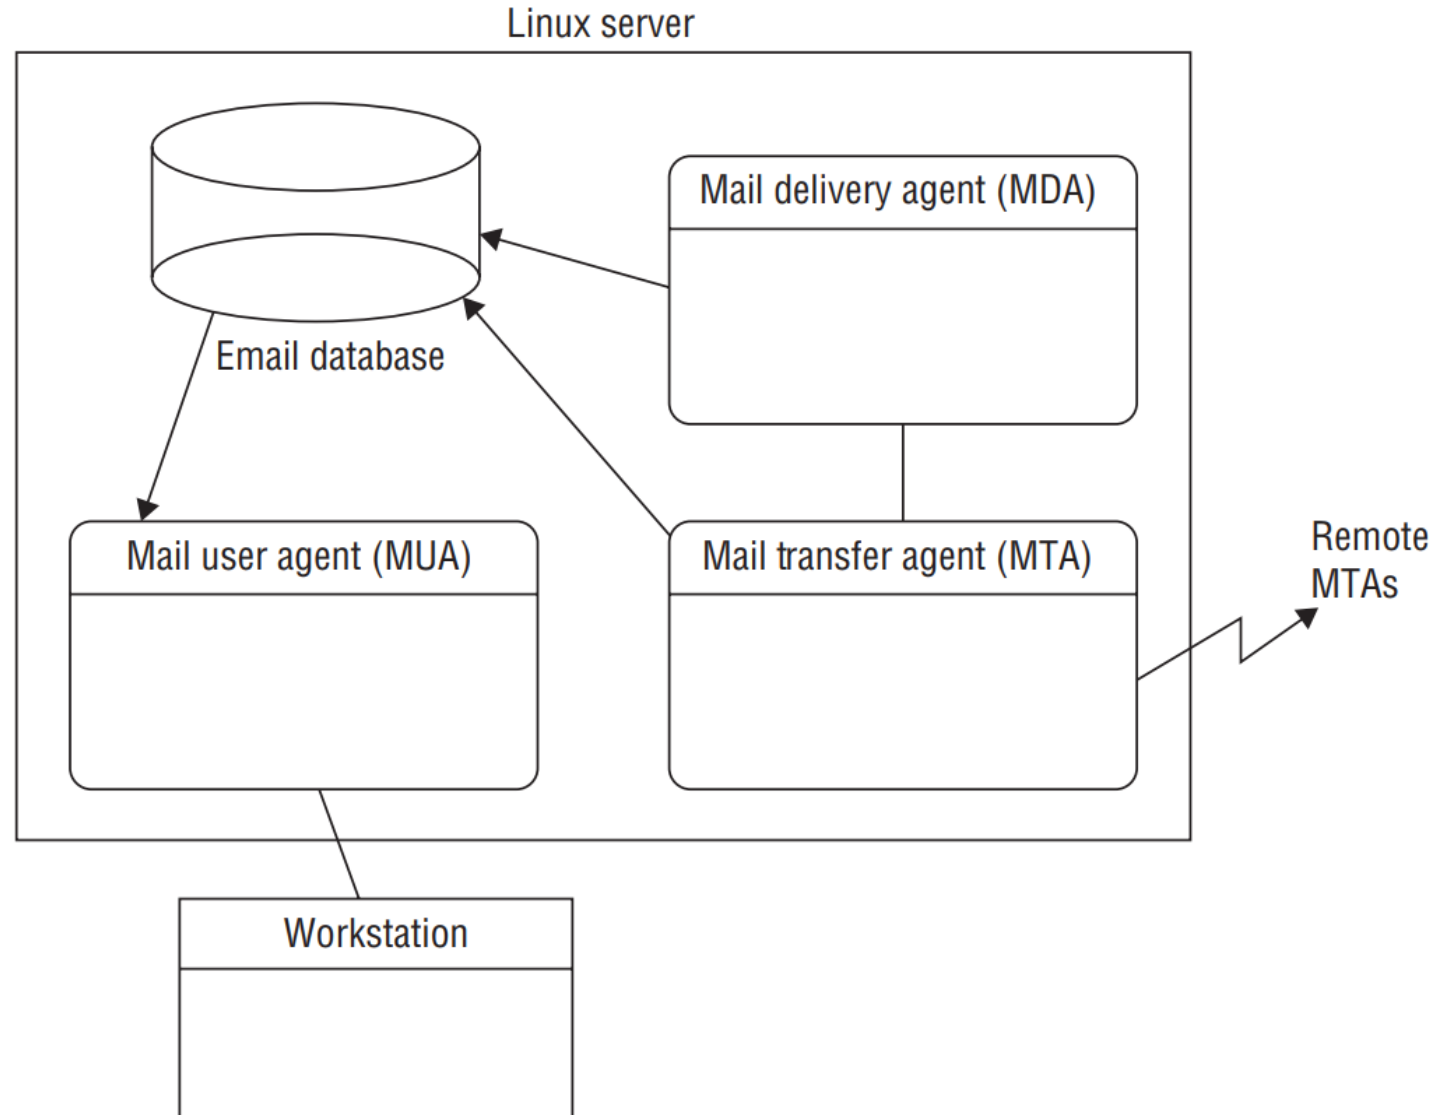 Linux server
Mail delivery agent (MDA)
Email database
Mail user agent (MUA)
Mail transfer agent (MTA)
Remote
MTAs
Workstation